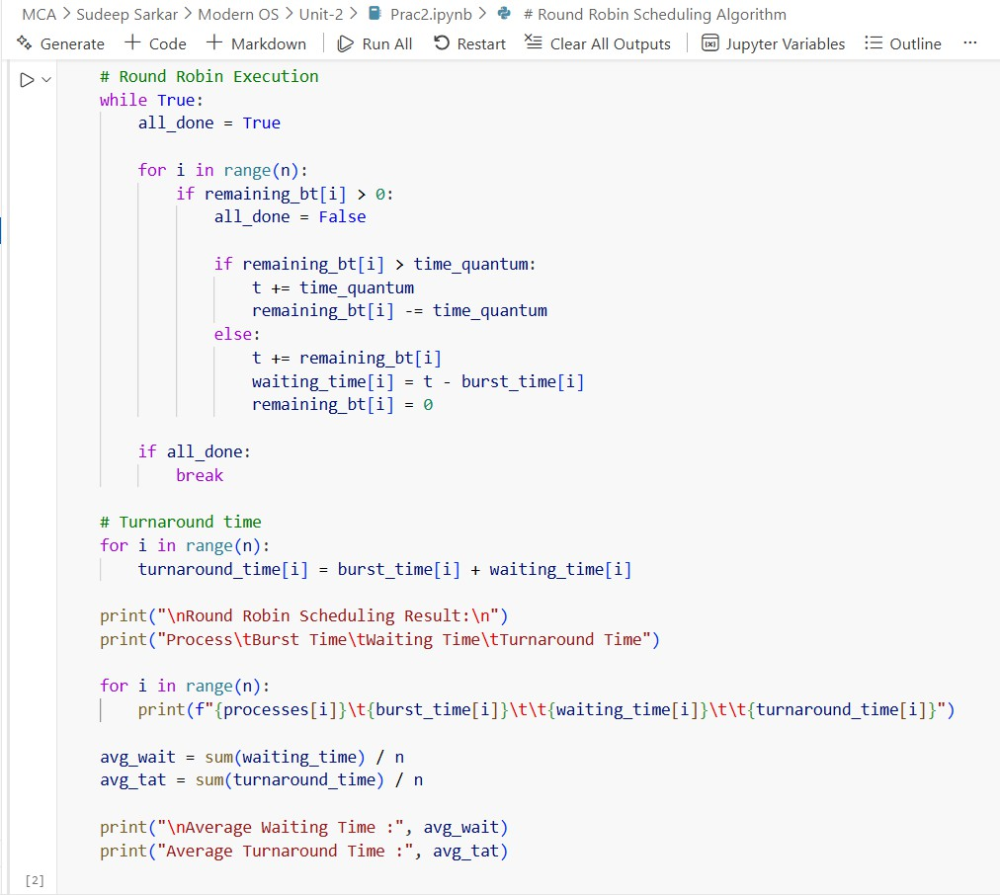 MCA > Sudeep Sarkar > Modern OS > Unit-2 > Prac2.ipynb > # Round Robin Scheduling Algorithm
Generate + Code + Markdown | Run All Restart Clear All Outputs | Jupyter Variables Outline ...
# Round Robin Execution
while True:
    all_done = True

    for i in range(n):
        if remaining_bt[i] > 0:
            all_done = False

            if remaining_bt[i] > time_quantum:
                t += time_quantum
                remaining_bt[i] -= time_quantum
            else:
                t += remaining_bt[i]
                waiting_time[i] = t - burst_time[i]
                remaining_bt[i] = 0

    if all_done:
        break

# Turnaround time
for i in range(n):
    turnaround_time[i] = burst_time[i] + waiting_time[i]

print("\nRound Robin Scheduling Result:\n")
print("Process\tBurst Time\tWaiting Time\tTurnaround Time")

for i in range(n):
    print(f"{processes[i]}\t{burst_time[i]}\t\t{waiting_time[i]}\t\t{turnaround_time[i]}")

avg_wait = sum(waiting_time) / n
avg_tat = sum(turnaround_time) / n

print("\nAverage Waiting Time :", avg_wait)
print("Average Turnaround Time :", avg_tat)
[2]